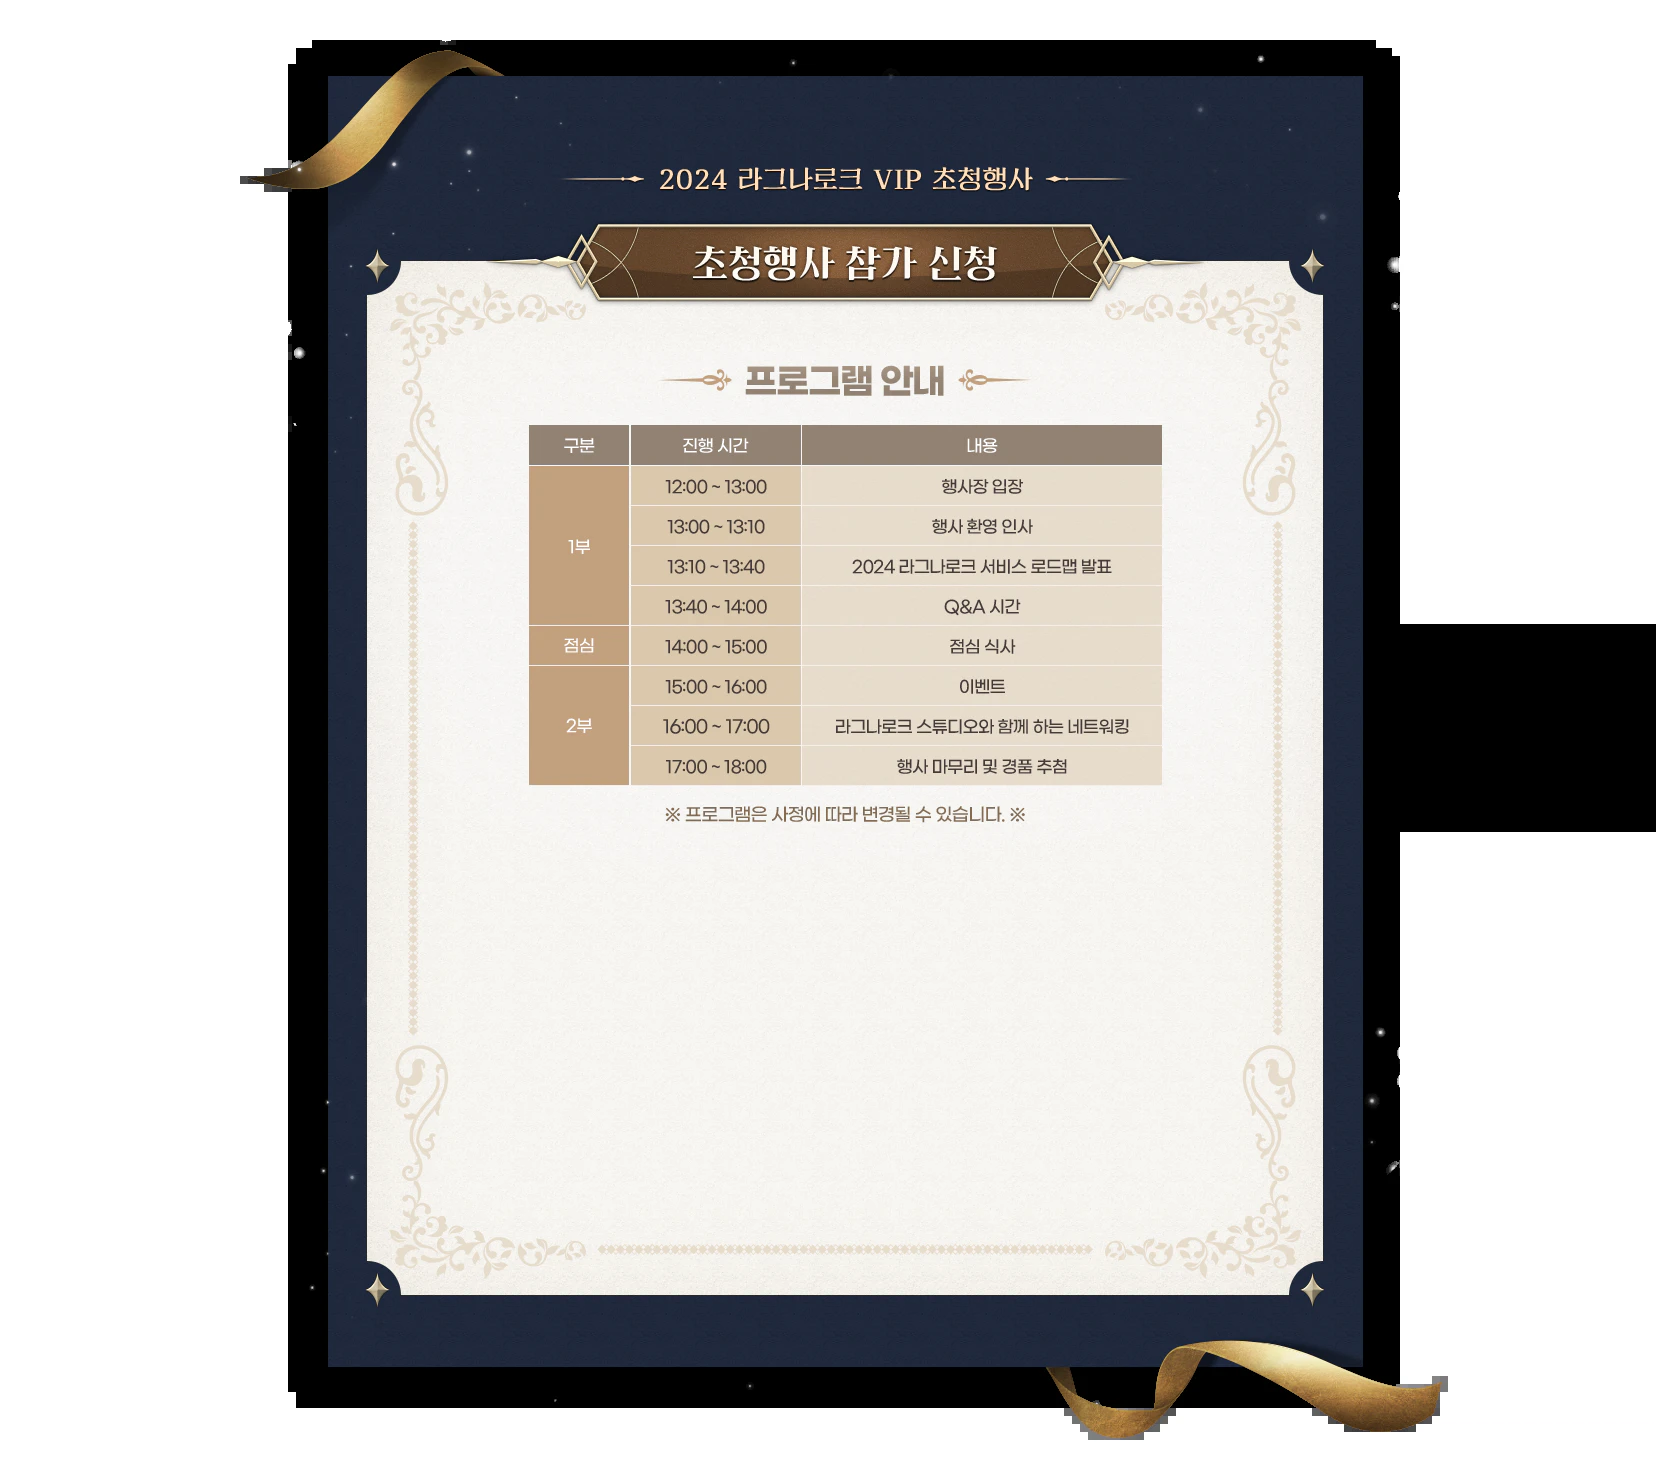 2024 라그나로크 VIP 초청행사
초청행사 참가 신청
프로그램 안내
구분 진행 시간 내용
1부
12:00 ~ 13:00 행사장 입장
13:00 ~ 13:10 행사 환영 인사
13:10 ~ 13:40 2024 라그나로크 서비스 로드맵 발표
13:40 ~ 14:00 Q&A 시간
점심 14:00 ~ 15:00 점심 식사
2부
15:00 ~ 16:00 이벤트
16:00 ~ 17:00 라그나로크 스튜디오와 함께 하는 네트워킹
17:00 ~ 18:00 행사 마무리 및 경품 추첨
※ 프로그램은 사정에 따라 변경될 수 있습니다. ※